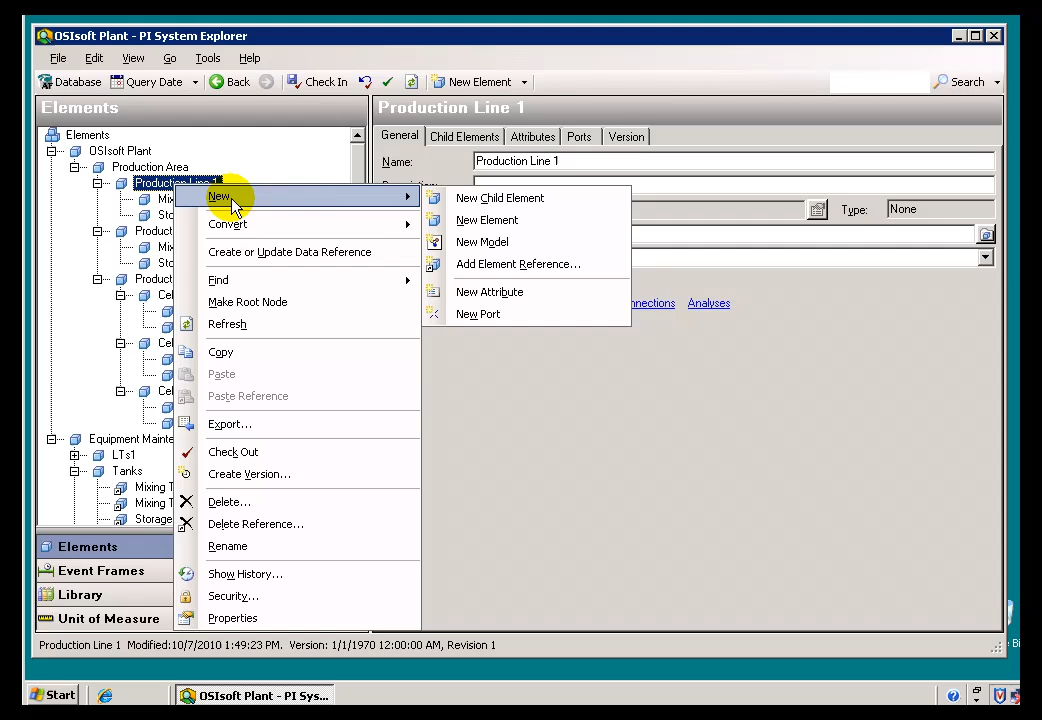 OSIsoft Plant - PI System Explorer
File Edit View Go Tools Help
Database Query Date Back Check In New Element Search
Elements
Elements
OSIsoft Plant
Production Area
Production Line 1
Equipment
LTs1
Tanks
Mixing
Mixing
Storage
Elements
Event Frames
Library
Unit of Measure
Production Line 1
General Child Elements Attributes Ports Version
Name: Production Line 1
Type: None
Analyses
New
Convert
Create or Update Data Reference
Find
Make Root Node
Refresh
Copy
Paste
Paste Reference
Export...
Check Out
Create Version...
Delete...
Delete Reference...
Rename
Show History...
Security...
Properties
New Child Element
New Element
New Model
Add Element Reference...
New Attribute
New Port
Production Line 1 Modified:10/7/2010 1:49:23 PM. Version: 1/1/1970 12:00:00 AM, Revision 1
Start
OSIsoft Plant - PI Sys...